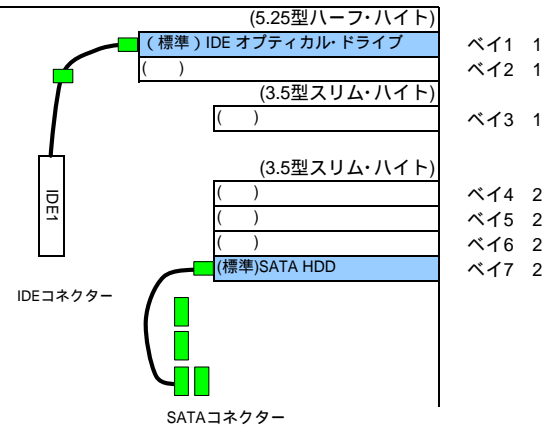 (5.25型ハーフ・ハイト)
(標準)IDE オプティカル・ドライブ ベイ1 1
( ) ベイ2 1
(3.5型スリム・ハイト)
( ) ベイ3 1
(3.5型スリム・ハイト)
( ) ベイ4 2
( ) ベイ5 2
( ) ベイ6 2
(標準)SATA HDD ベイ7 2
IDE1
IDEコネクター
SATAコネクター